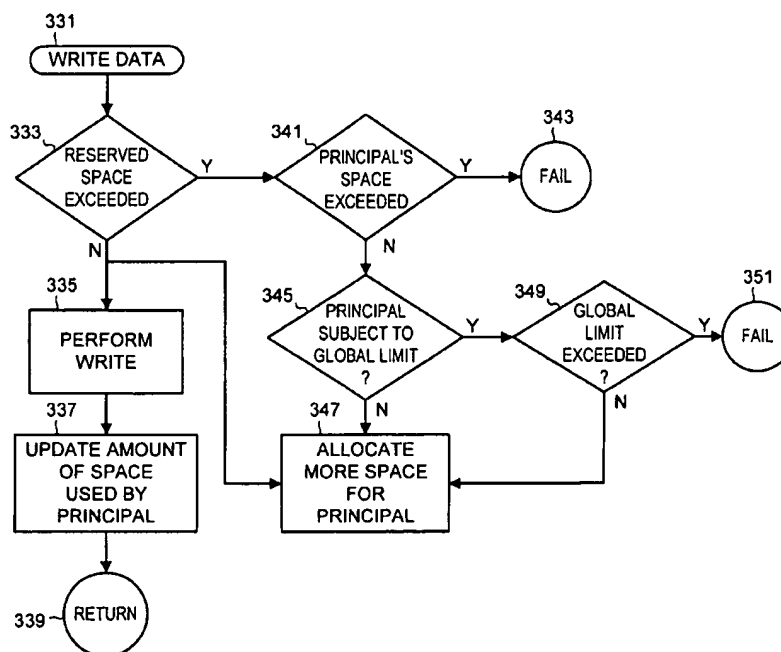 331
WRITE DATA
333
RESERVED
SPACE
EXCEEDED
Y
N
341
PRINCIPAL'S
SPACE
EXCEEDED
Y
N
343
FAIL
335
PERFORM
WRITE
345
PRINCIPAL
SUBJECT TO
GLOBAL LIMIT
?
Y
N
349
GLOBAL
LIMIT
EXCEEDED
?
Y
N
351
FAIL
337
UPDATE AMOUNT
OF SPACE
USED BY
PRINCIPAL
347
ALLOCATE
MORE SPACE
FOR
PRINCIPAL
339
RETURN